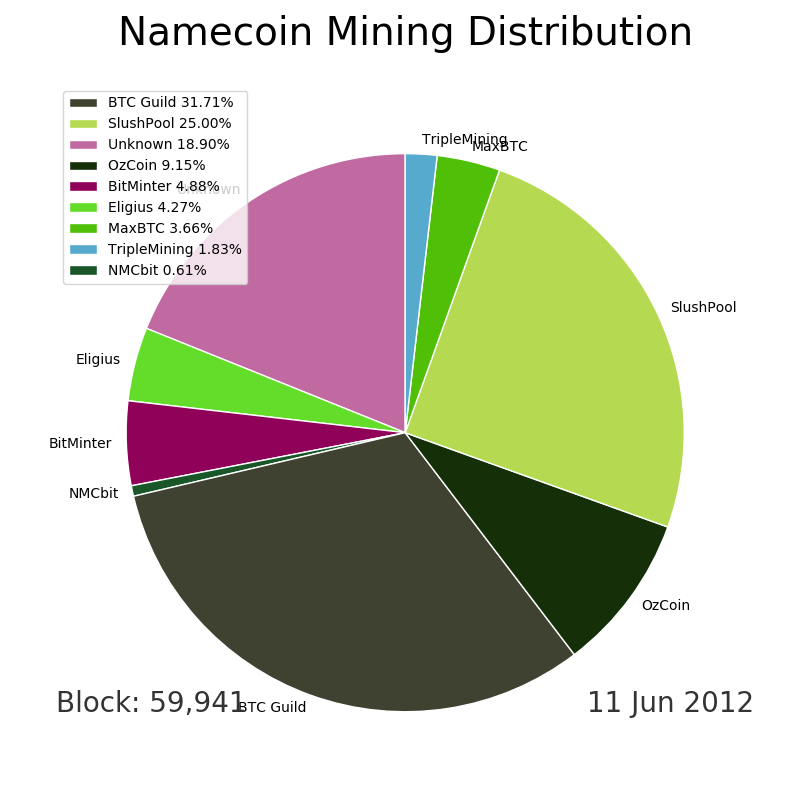 Namecoin Mining Distribution
BTC Guild 31.71%
SlushPool 25.00%
Unknown 18.90%
OzCoin 9.15%
BitMinter 4.88%
Eligius 4.27%
MaxBTC 3.66%
TripleMining 1.83%
NMCbit 0.61%
Unknown
TripleMining
MaxBTC
SlushPool
Eligius
BitMinter
NMCbit
OzCoin
BTC Guild
Block: 59,941
11 Jun 2012